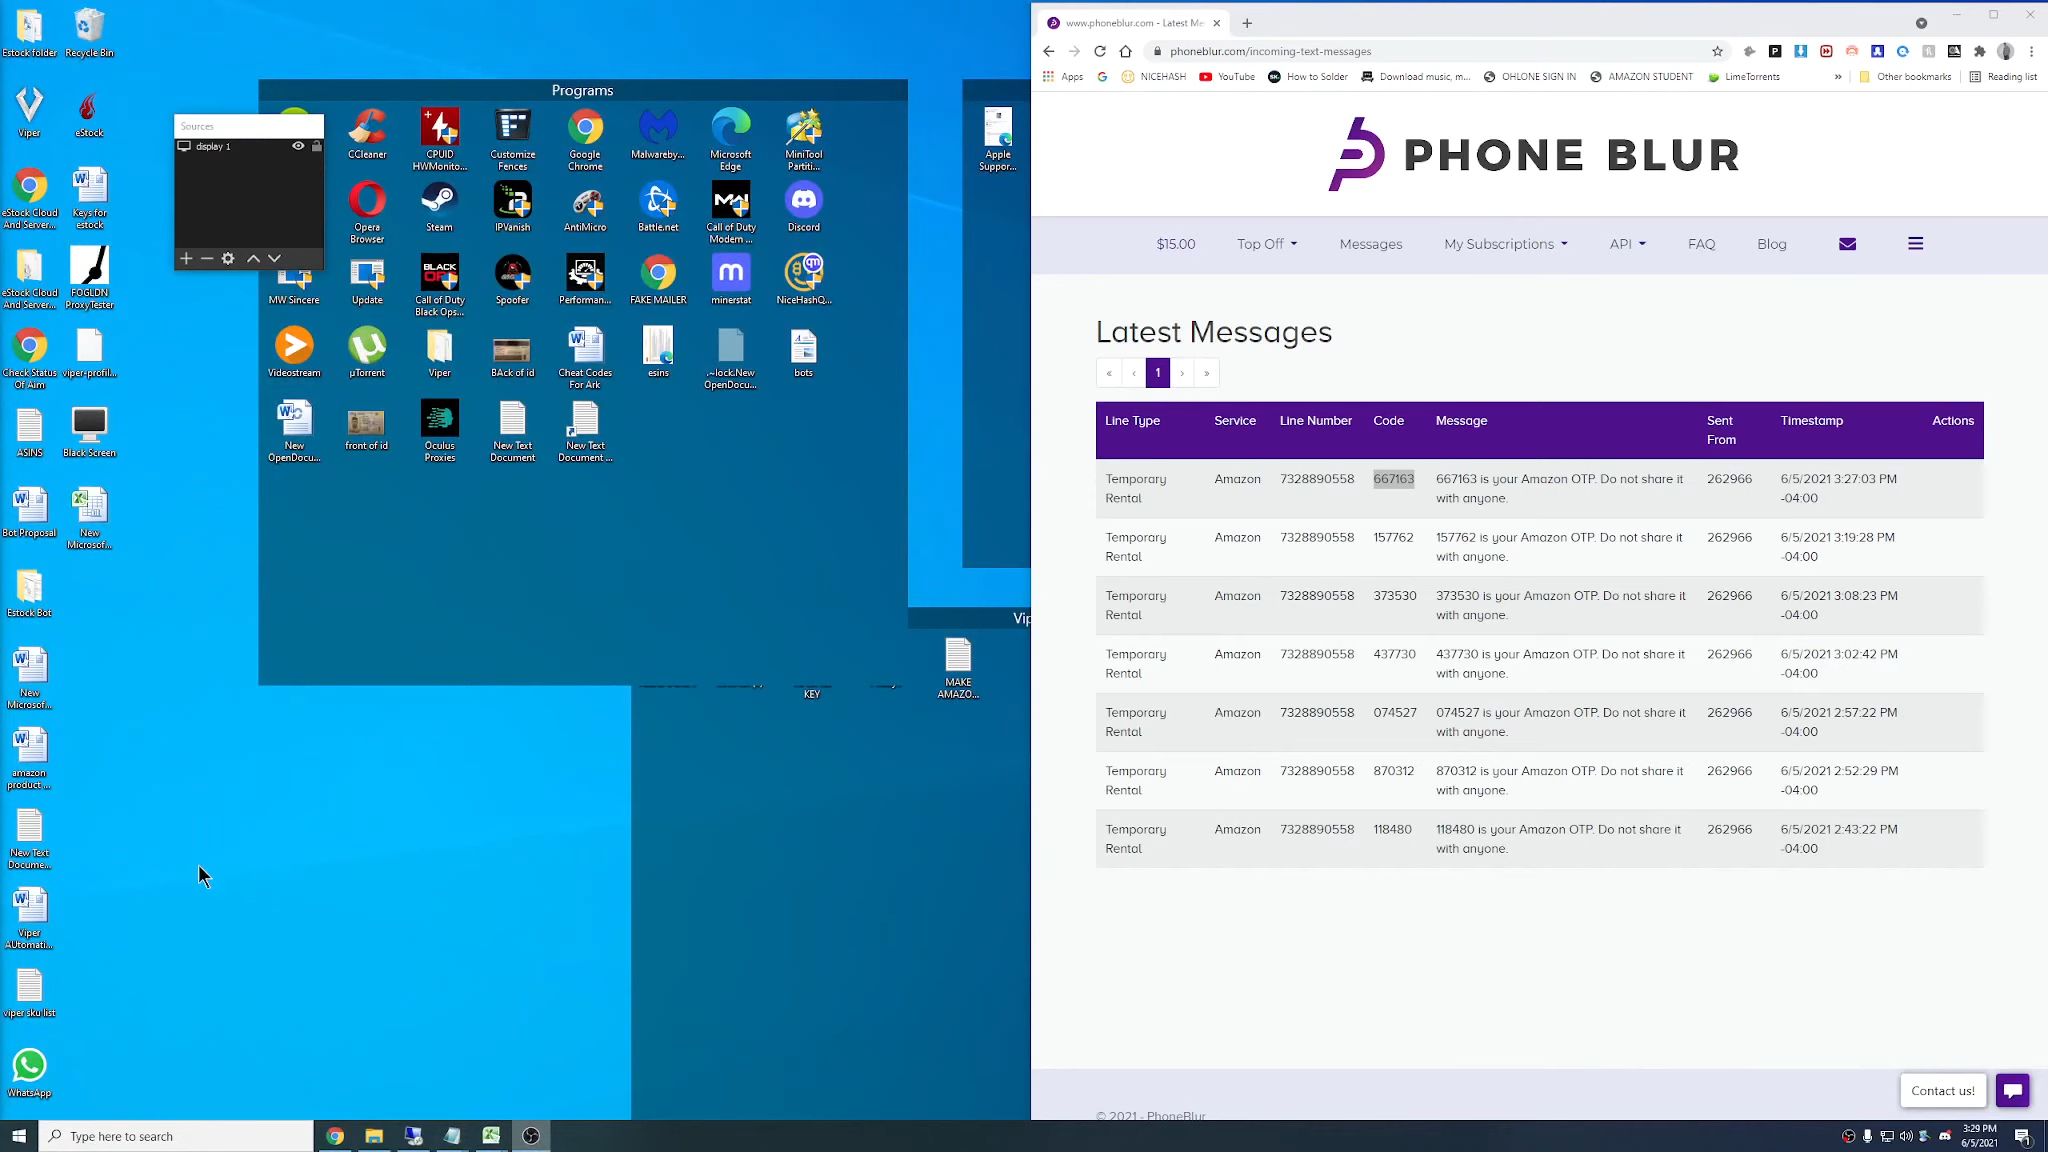 Estock folder
Recycle Bin
Viper
eStock
eStock Cloud
And Server...
Keys for
estock
eStock Cloud
And Server...
FOGLDN
ProxyTester
Check Status
Of Aim
viper-profil...
ASINS
Black Screen
Bot Proposal
New
Microsof...
Estock Bot
New
Microsof...
amazon
product ...
New Text
Docume...
Viper
AUtomati...
viper sku list
WhatsApp
Sources
display 1
Programs
CCleaner
CPUID
HWMonito...
Customize
Fences
Google
Chrome
Malwareby...
Microsoft
Edge
MiniTool
Partiti...
Opera
Browser
Steam
IPVanish
AntiMicro
Battle.net
Call of Duty
Modern ...
Discord
MW Sincere
Update
Call of Duty
Black Ops...
Spoofer
Performan...
FAKE MAILER
minerstat
NiceHashQ...
Videostream
µTorrent
Viper
BAck of id
Cheat Codes
For Ark
esins
.~lock.New
OpenDocu...
bots
New
OpenDocu...
front of id
Oculus
Proxies
New Text
Document
New Text
Document ...
Apple
Suppor...
Vip
KEY
MAKE
AMAZO...
www.phoneblur.com - Latest Me
phoneblur.com/incoming-text-messages
Apps
NICEHASH
YouTube
How to Solder
Download music, m...
OHLONE SIGN IN
AMAZON STUDENT
LimeTorrents
»
Other bookmarks
Reading list
PHONE BLUR
$15.00 Top Off Messages My Subscriptions API FAQ Blog
Latest Messages
« ‹ 1 › »
Line Type Service Line Number Code Message Sent From Timestamp Actions
Temporary Rental Amazon 7328890558 667163 667163 is your Amazon OTP. Do not share it with anyone. 262966 6/5/2021 3:27:03 PM -04:00
Temporary Rental Amazon 7328890558 157762 157762 is your Amazon OTP. Do not share it with anyone. 262966 6/5/2021 3:19:28 PM -04:00
Temporary Rental Amazon 7328890558 373530 373530 is your Amazon OTP. Do not share it with anyone. 262966 6/5/2021 3:08:23 PM -04:00
Temporary Rental Amazon 7328890558 437730 437730 is your Amazon OTP. Do not share it with anyone. 262966 6/5/2021 3:02:42 PM -04:00
Temporary Rental Amazon 7328890558 074527 074527 is your Amazon OTP. Do not share it with anyone. 262966 6/5/2021 2:57:22 PM -04:00
Temporary Rental Amazon 7328890558 870312 870312 is your Amazon OTP. Do not share it with anyone. 262966 6/5/2021 2:52:29 PM -04:00
Temporary Rental Amazon 7328890558 118480 118480 is your Amazon OTP. Do not share it with anyone. 262966 6/5/2021 2:43:22 PM -04:00
Contact us!
© 2021 - PhoneBlur
Type here to search
3:29 PM
6/5/2021